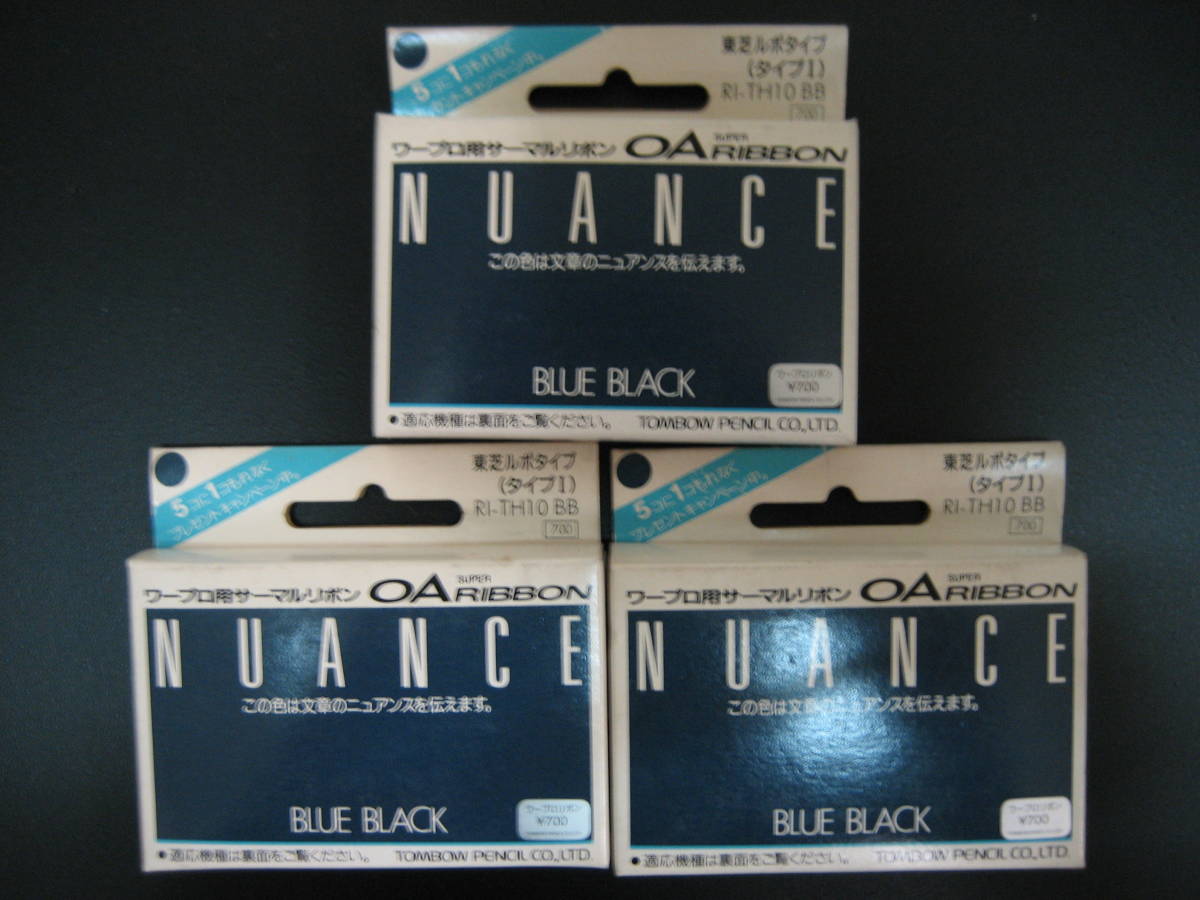 5コに1コもれなく
プレゼントキャンペーン中。
東芝ルポタイプ
(タイプI)
RI-TH10 BB
700
ワープロ用サーマルリボン OA SUPER RIBBON
NUANCE
この色は文章のニュアンスを伝えます。
BLUE BLACK
ワープロリボン
¥700
●適応機種は裏面をご覧ください。 TOMBOW PENCIL CO.,LTD.
5コに1コもれなく
プレゼントキャンペーン中。
東芝ルポタイプ
(タイプI)
RI-TH10 BB
700
ワープロ用サーマルリボン OA SUPER RIBBON
NUANCE
この色は文章のニュアンスを伝えます。
BLUE BLACK
ワープロリボン
¥700
●適応機種は裏面をご覧ください。 TOMBOW PENCIL CO.,LTD.
5コに1コもれなく
プレゼントキャンペーン中。
東芝ルポタイプ
(タイプI)
RI-TH10 BB
700
ワープロ用サーマルリボン OA SUPER RIBBON
NUANCE
この色は文章のニュアンスを伝えます。
BLUE BLACK
ワープロリボン
¥700
●適応機種は裏面をご覧ください。 TOMBOW PENCIL CO.,LTD.